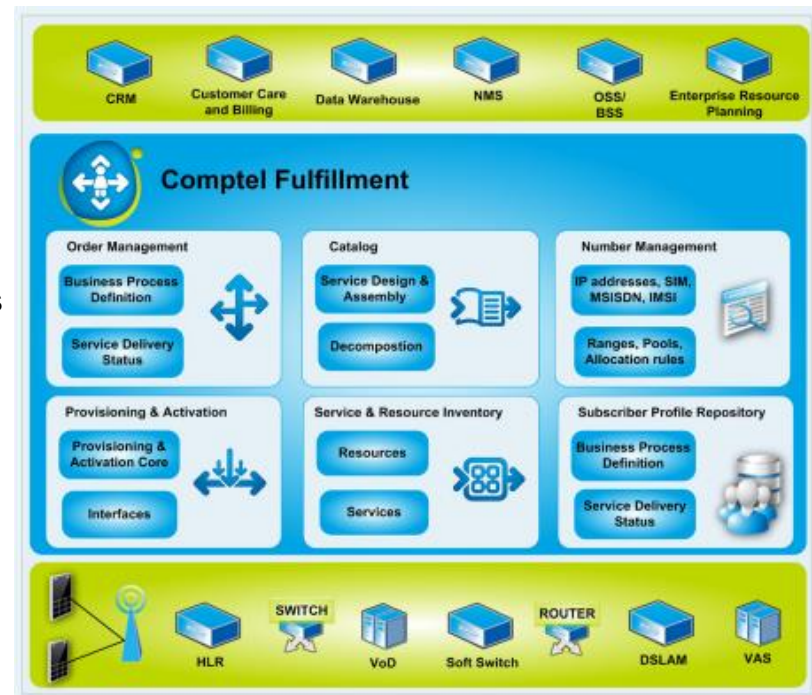 CRM
Customer Care
and Billing
Data Warehouse
NMS
OSS/
BSS
Enterprise Resource
Planning
Comptel Fulfillment
Order Management
Business Process
Definition
Service Delivery
Status
Catalog
Service Design &
Assembly
Decompostion
Number Management
IP addresses, SIM,
MSISDN, IMSI
Ranges, Pools,
Allocation rules
s
Provisioning & Activation
Provisioning &
Activation Core
Interfaces
Service & Resource Inventory
Resources
Services
Subscriber Profile Repository
Business Process
Definition
Service Delivery
Status
HLR
SWITCH
VoD
Soft Switch
ROUTER
DSLAM
VAS